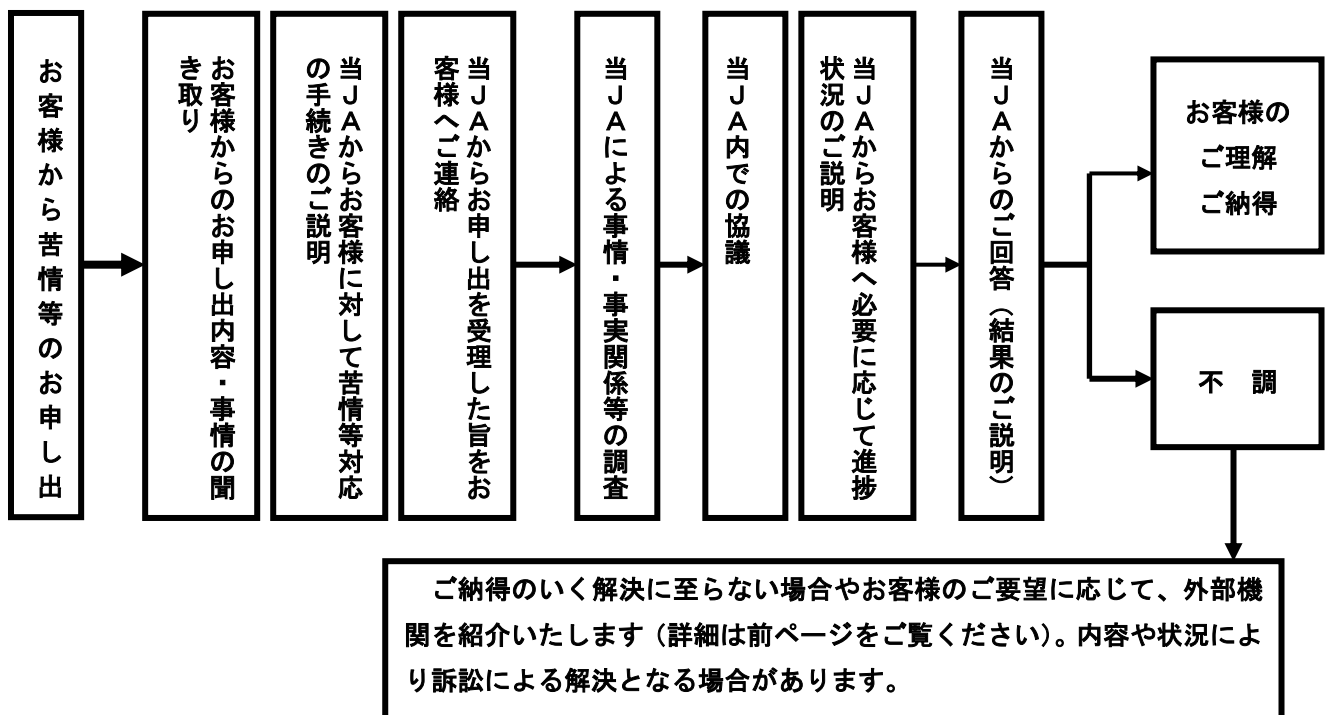 お客様から苦情等のお申し出
お客様からのお申し出内容・事情の聞
き取り
当ＪＡからお客様に対して苦情等対応
の手続きのご説明
当ＪＡからお申し出を受理した旨をお
客様へご連絡
当ＪＡによる事情・事実関係等の調査
当ＪＡ内での協議
当ＪＡからお客様へ必要に応じて進捗
状況のご説明
当ＪＡからのご回答（結果のご説明）
お客様の
ご理解
ご納得
不　調
ご納得のいく解決に至らない場合やお客様のご要望に応じて、外部機
関を紹介いたします（詳細は前ページをご覧ください）。内容や状況によ
り訴訟による解決となる場合があります。